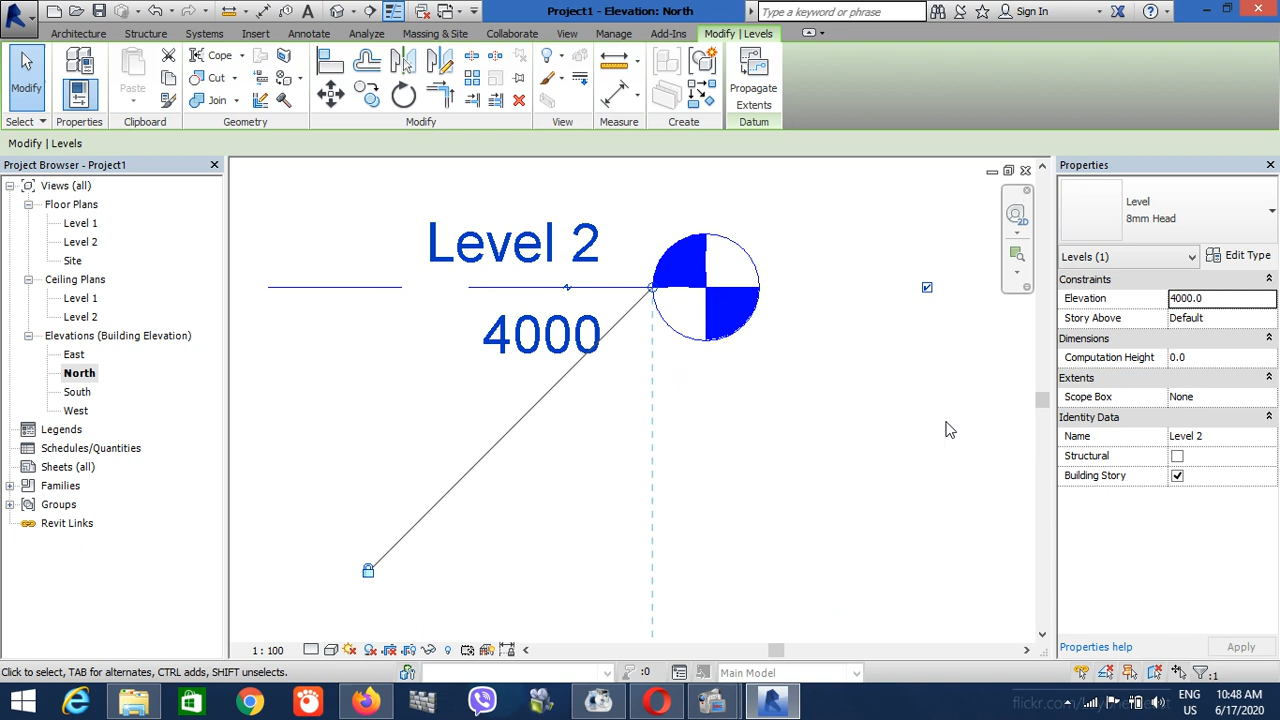 Project1 - Elevation: North
Type a keyword or phrase
Sign In
Architecture Structure Systems Insert Annotate Analyze Massing & Site Collaborate View Manage Add-Ins Modify | Levels
Modify Paste Cope Cut Join Propagate Extents
Select Properties Clipboard Geometry Modify View Measure Create Datum
Modify | Levels
Project Browser - Project1
Views (all)
Floor Plans
Level 1
Level 2
Site
Ceiling Plans
Level 1
Level 2
Elevations (Building Elevation)
East
North
South
West
Legends
Schedules/Quantities
Sheets (all)
Families
Groups
Revit Links
Level 2
4000
2D
Properties
Level
8mm Head
Levels (1) Edit Type
Constraints
Elevation 4000.0
Story Above Default
Dimensions
Computation Height 0.0
Extents
Scope Box None
Identity Data
Name Level 2
Structural
Building Story
Properties help Apply
1 : 100
Click to select, TAB for alternates, CTRL adds, SHIFT unselects.
:0
Main Model
:1
ENG
US
10:48 AM
6/17/2020